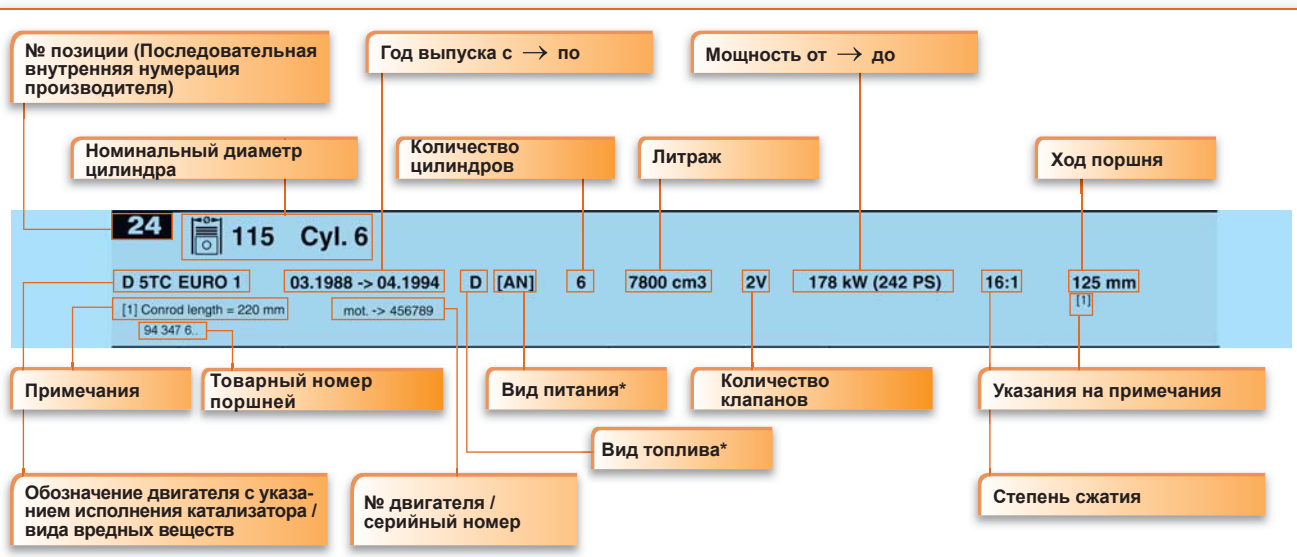 № позиции (Последовательная
внутренняя нумерация
производителя)
Год выпуска с → по
Мощность от → до
Номинальный диаметр
цилиндра
Количество
цилиндров
Литраж
Ход поршня
24 115 Cyl. 6
D 5TC EURO 1 03.1988 -> 04.1994 D [AN] 6 7800 cm3 2V 178 kW (242 PS) 16:1 125 mm
[1] Conrod length = 220 mm mot. -> 456789 [1]
94 347 6..
Примечания
Товарный номер
поршней
Вид питания*
Количество
клапанов
Указания на примечания
Вид топлива*
Обозначение двигателя с указа-
нием исполнения катализатора /
вида вредных веществ
№ двигателя /
серийный номер
Степень сжатия